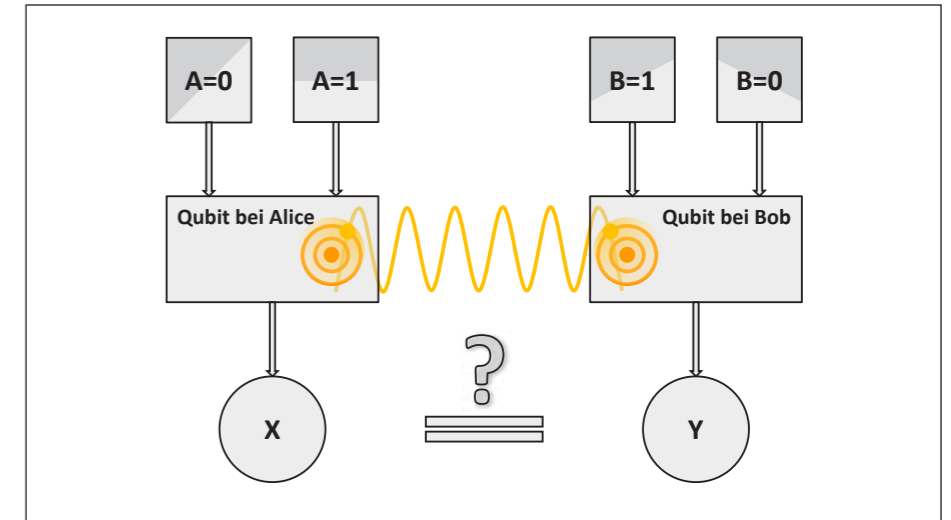 A=0
A=1
B=1
B=0
Qubit bei Alice
Qubit bei Bob
?
X
Y